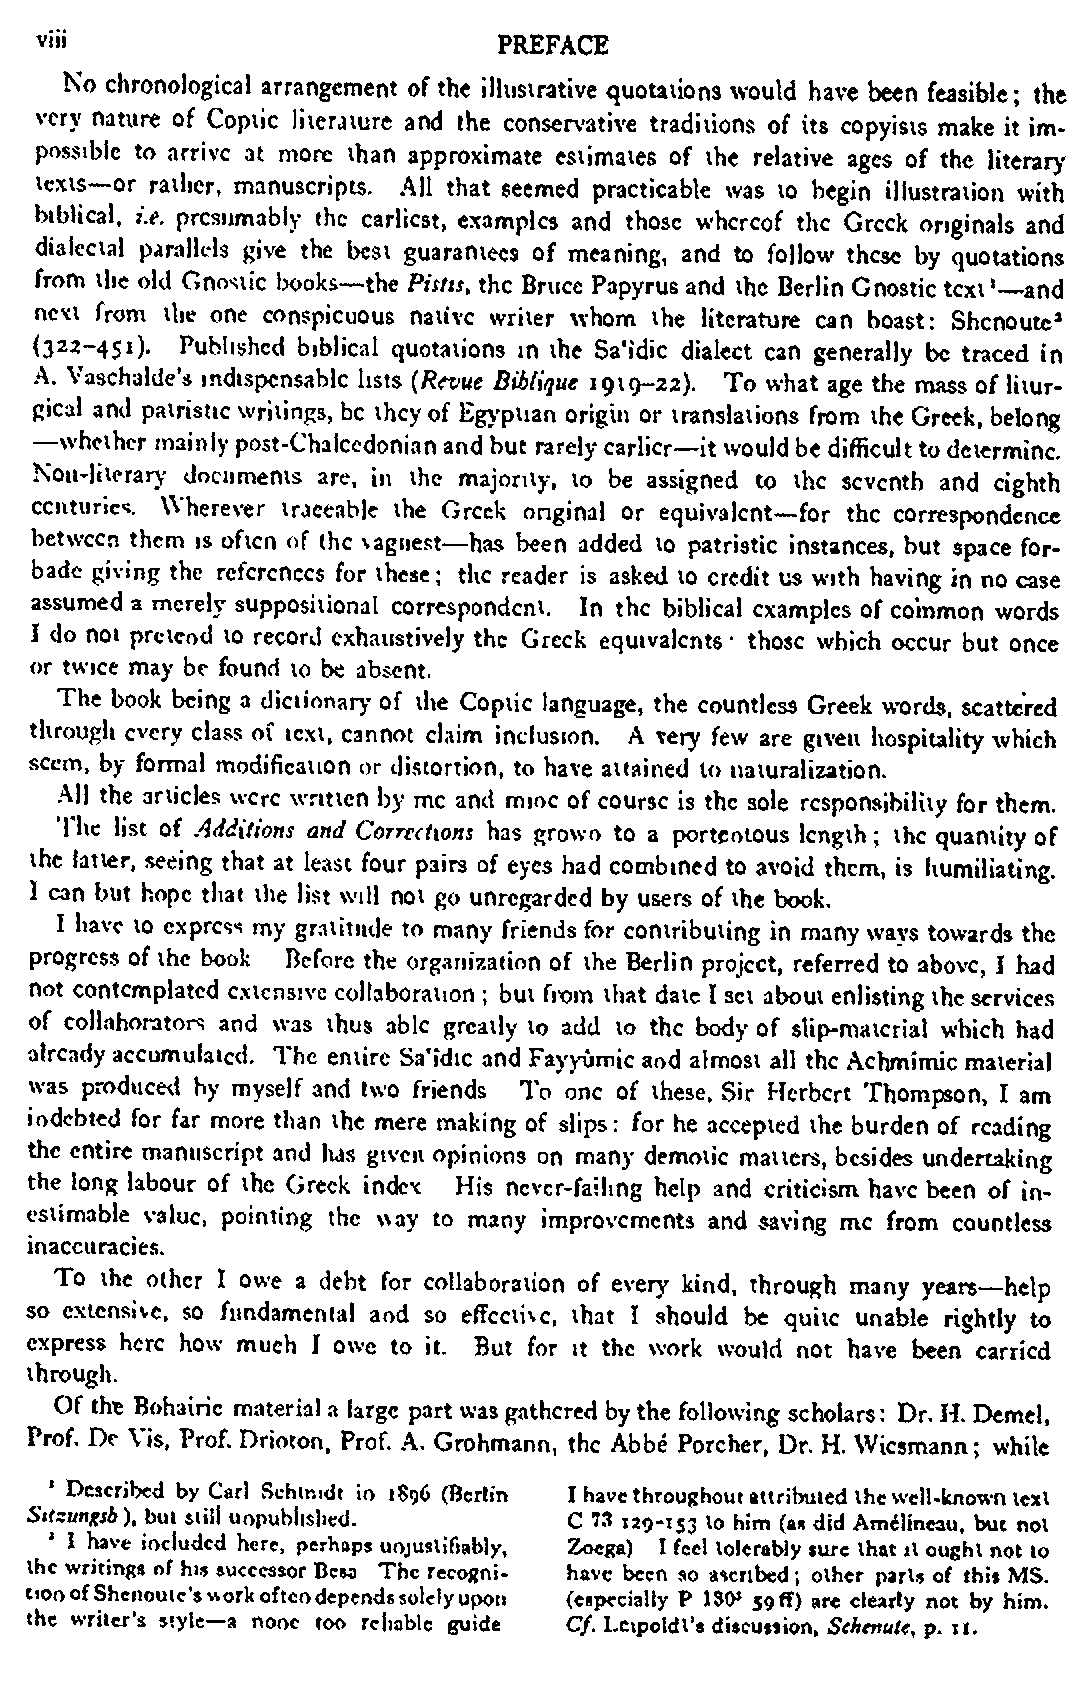 viii
PREFACE
No chronological arrangement of the illustrative quotations would have been feasible; the
very nature of Coptic literature and the conservative traditions of its copyists make it im-
possible to arrive at more than approximate estimates of the relative ages of the literary
texts—or rather, manuscripts. All that seemed practicable was to begin illustration with
biblical, i.e. presumably the earliest, examples and those whereof the Greek originals and
dialectal parallels give the best guarantees of meaning, and to follow these by quotations
from the old Gnostic books—the Pistis, the Bruce Papyrus and the Berlin Gnostic text¹—and
next from the one conspicuous native writer whom the literature can boast: Shenoute²
(322–451). Published biblical quotations in the Sa'idic dialect can generally be traced in
A. Vaschalde's indispensable lists (Revue Biblique 1919–22). To what age the mass of litur-
gical and patristic writings, be they of Egyptian origin or translations from the Greek, belong
—whether mainly post-Chalcedonian and but rarely earlier—it would be difficult to determine.
Non-literary documents are, in the majority, to be assigned to the seventh and eighth
centuries. Wherever traceable the Greek original or equivalent—for the correspondence
between them is often of the vaguest—has been added to patristic instances, but space for-
bade giving the references for these; the reader is asked to credit us with having in no case
assumed a merely suppositional correspondent. In the biblical examples of common words
I do not pretend to record exhaustively the Greek equivalents · those which occur but once
or twice may be found to be absent.
The book being a dictionary of the Coptic language, the countless Greek words, scattered
through every class of text, cannot claim inclusion. A very few are given hospitality which
seem, by formal modification or distortion, to have attained to naturalization.
All the articles were written by me and mine of course is the sole responsibility for them.
The list of Additions and Corrections has grown to a portentous length; the quantity of
the latter, seeing that at least four pairs of eyes had combined to avoid them, is humiliating.
I can but hope that the list will not go unregarded by users of the book.
I have to express my gratitude to many friends for contributing in many ways towards the
progress of the book Before the organization of the Berlin project, referred to above, I had
not contemplated extensive collaboration; but from that date I set about enlisting the services
of collaborators and was thus able greatly to add to the body of slip-material which had
already accumulated. The entire Sa'idic and Fayyûmic and almost all the Achmimic material
was produced by myself and two friends To one of these, Sir Herbert Thompson, I am
indebted for far more than the mere making of slips: for he accepted the burden of reading
the entire manuscript and has given opinions on many demotic matters, besides undertaking
the long labour of the Greek index His never-failing help and criticism have been of in-
estimable value, pointing the way to many improvements and saving me from countless
inaccuracies.
To the other I owe a debt for collaboration of every kind, through many years—help
so extensive, so fundamental and so effective, that I should be quite unable rightly to
express here how much I owe to it. But for it the work would not have been carried
through.
Of the Bohairic material a large part was gathered by the following scholars: Dr. H. Demel,
Prof. De Vis, Prof. Drioton, Prof. A. Grohmann, the Abbé Porcher, Dr. H. Wiesmann; while
¹ Described by Carl Schmidt in 1896 (Berlin
Sitzungsb), but still unpublished.
² I have included here, perhaps unjustifiably,
the writings of his successor Besa The recogni-
tion of Shenoute's work often depends solely upon
the writer's style—a none too reliable guide
I have throughout attributed the well-known text
C 73 129–153 to him (as did Amélineau, but not
Zoega) I feel tolerably sure that it ought not to
have been so ascribed; other parts of this MS.
(especially P 130⁵ 59 ff) are clearly not by him.
Cf. Leipoldt's discussion, Schenute, p. 11.